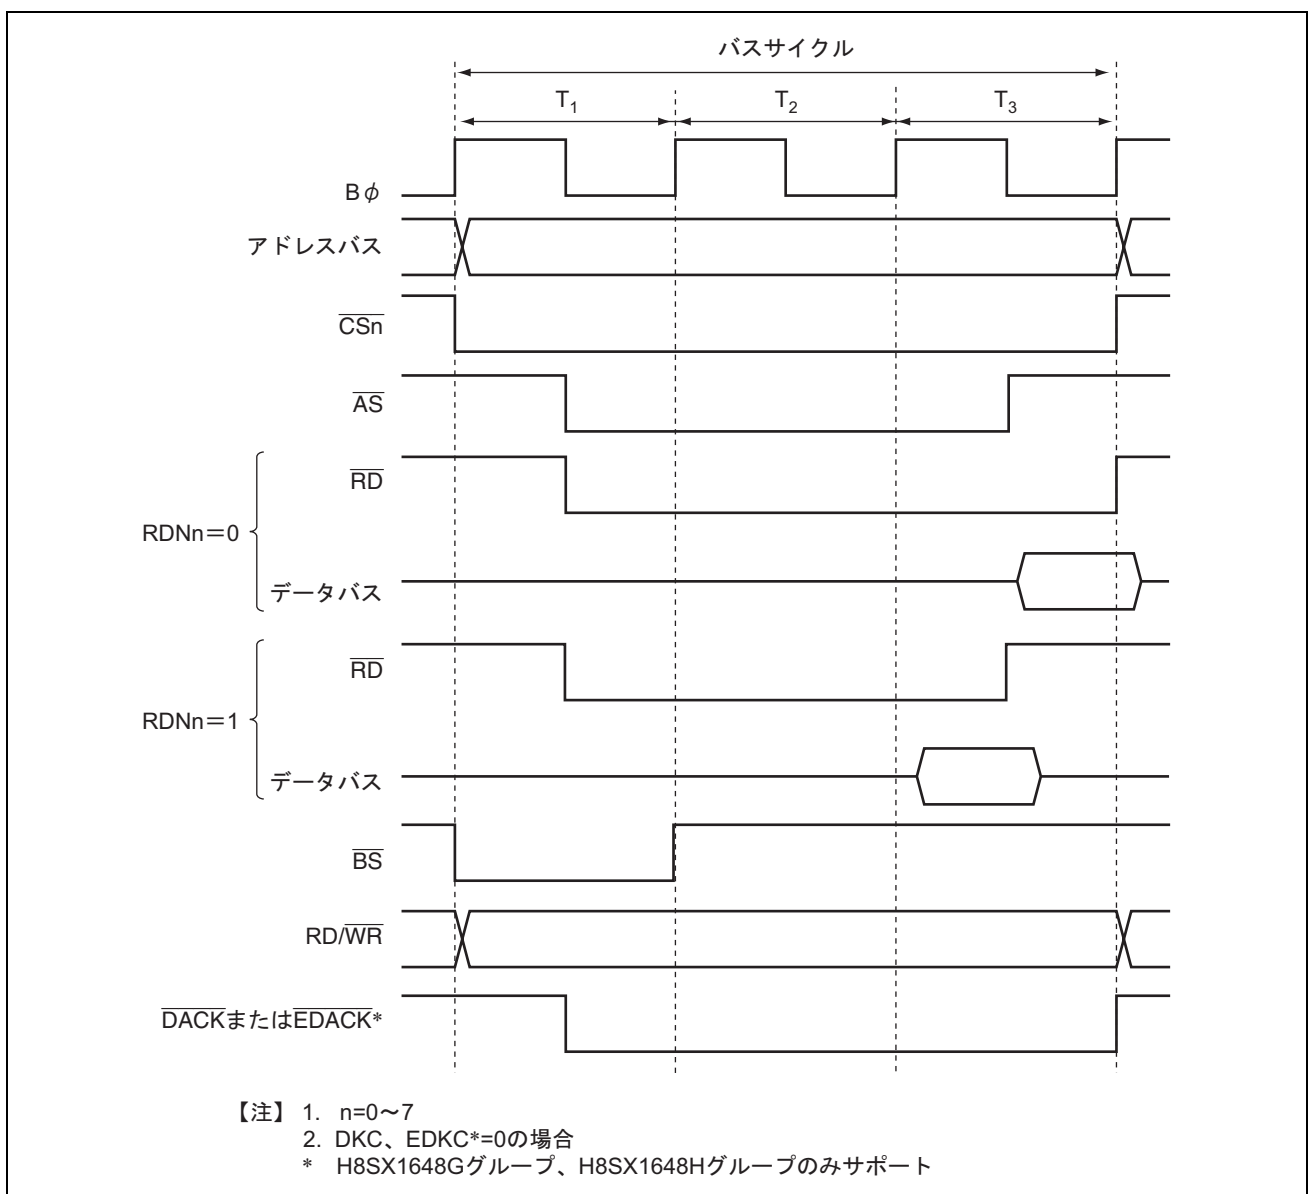 バスサイクル
T1 T2 T3
Bφ
アドレスバス
CSn
AS
RD
RDNn＝0
データバス
RD
RDNn＝1
データバス
BS
RD/WR
DACKまたはEDACK*
【注】 1. n=0～7
2. DKC、EDKC*=0の場合
* H8SX1648Gグループ、H8SX1648Hグループのみサポート